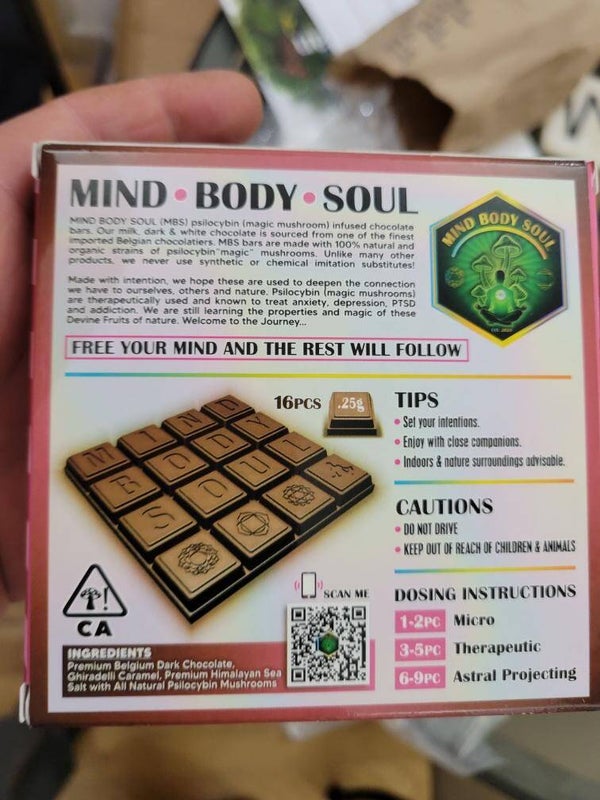 MIND • BODY • SOUL
MIND BODY SOUL (MBS) psilocybin (magic mushroom) infused chocolate
bars. Our milk, dark & white chocolate is sourced from one of the finest
imported Belgian chocolatiers. MBS bars are made with 100% natural and
organic strains of psilocybin"magic" mushrooms. Unlike many other
products, we never use synthetic or chemical imitation substitutes!
Made with intention, we hope these are used to deepen the connection
we have to ourselves, others and nature. Psilocybin (magic mushrooms)
are therapeutically used and known to treat anxiety, depression, PTSD
and addiction. We are still learning the properties and magic of these
Devine Fruits of nature. Welcome to the Journey...
MIND BODY SOUL
FREE YOUR MIND AND THE REST WILL FOLLOW
16PCS
.25g
MIND
BODY
SOUL
TIPS
• Set your intentions.
• Enjoy with close companions.
• Indoors & nature surroundings advisable.
CAUTIONS
• DO NOT DRIVE
• KEEP OUT OF REACH OF CHILDREN & ANIMALS
DOSING INSTRUCTIONS
1-2PC Micro
3-5PC Therapeutic
6-9PC Astral Projecting
!
CA
SCAN ME
INGREDIENTS
Premium Belgium Dark Chocolate,
Ghiradelli Caramel, Premium Himalayan Sea
Salt with All Natural Psilocybin Mushrooms